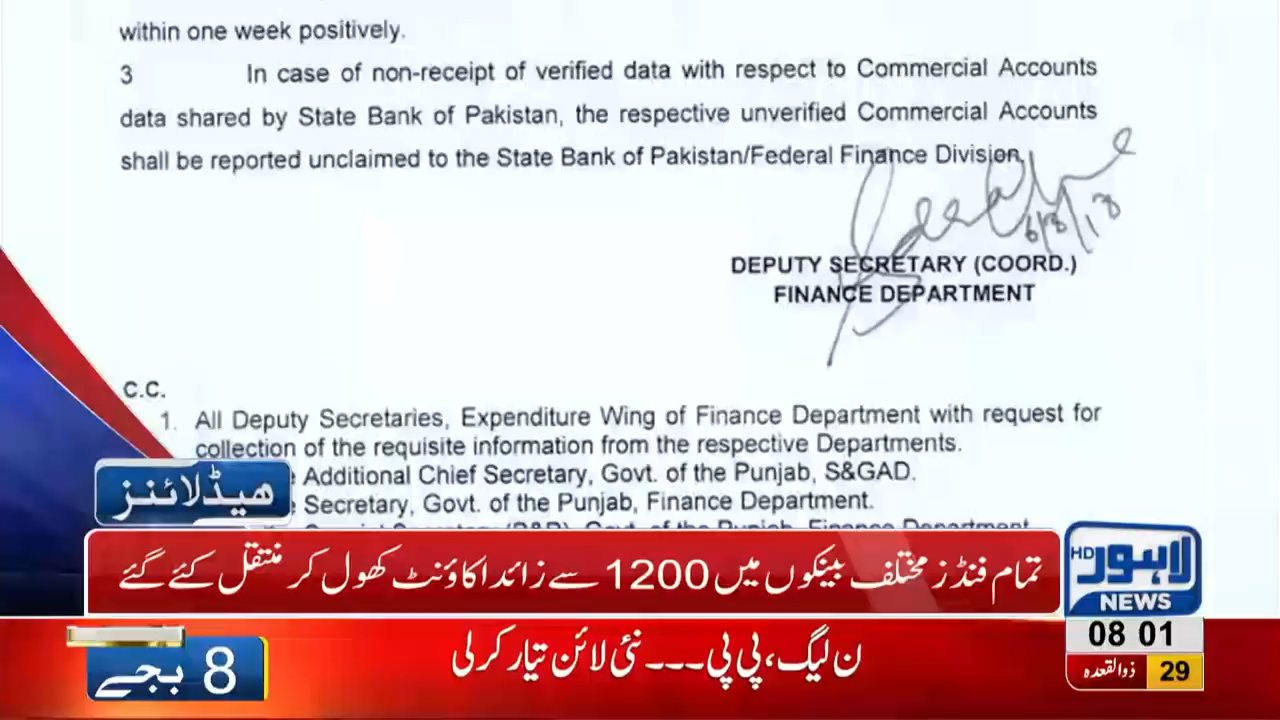 within one week positively.
3 In case of non-receipt of verified data with respect to Commercial Accounts
data shared by State Bank of Pakistan, the respective unverified Commercial Accounts
shall be reported unclaimed to the State Bank of Pakistan/Federal Finance Division.
6/8/18
DEPUTY SECRETARY (COORD.)
FINANCE DEPARTMENT
C.C.
1. All Deputy Secretaries, Expenditure Wing of Finance Department with request for
collection of the requisite information from the respective Departments.
Additional Chief Secretary, Govt. of the Punjab, S&GAD.
Secretary, Govt. of the Punjab, Finance Department.
ھیڈلائنز
تمام فنڈز مختلف بینکوں میں 1200 سے زائد اکاؤنٹ کھول کر منتقل کئے گئے
لاہور HD
NEWS
08 01
ن لیگ، پی پی ۔۔۔ نئی لائن تیار کرلی
8 بجے
29 ذوالقعدہ